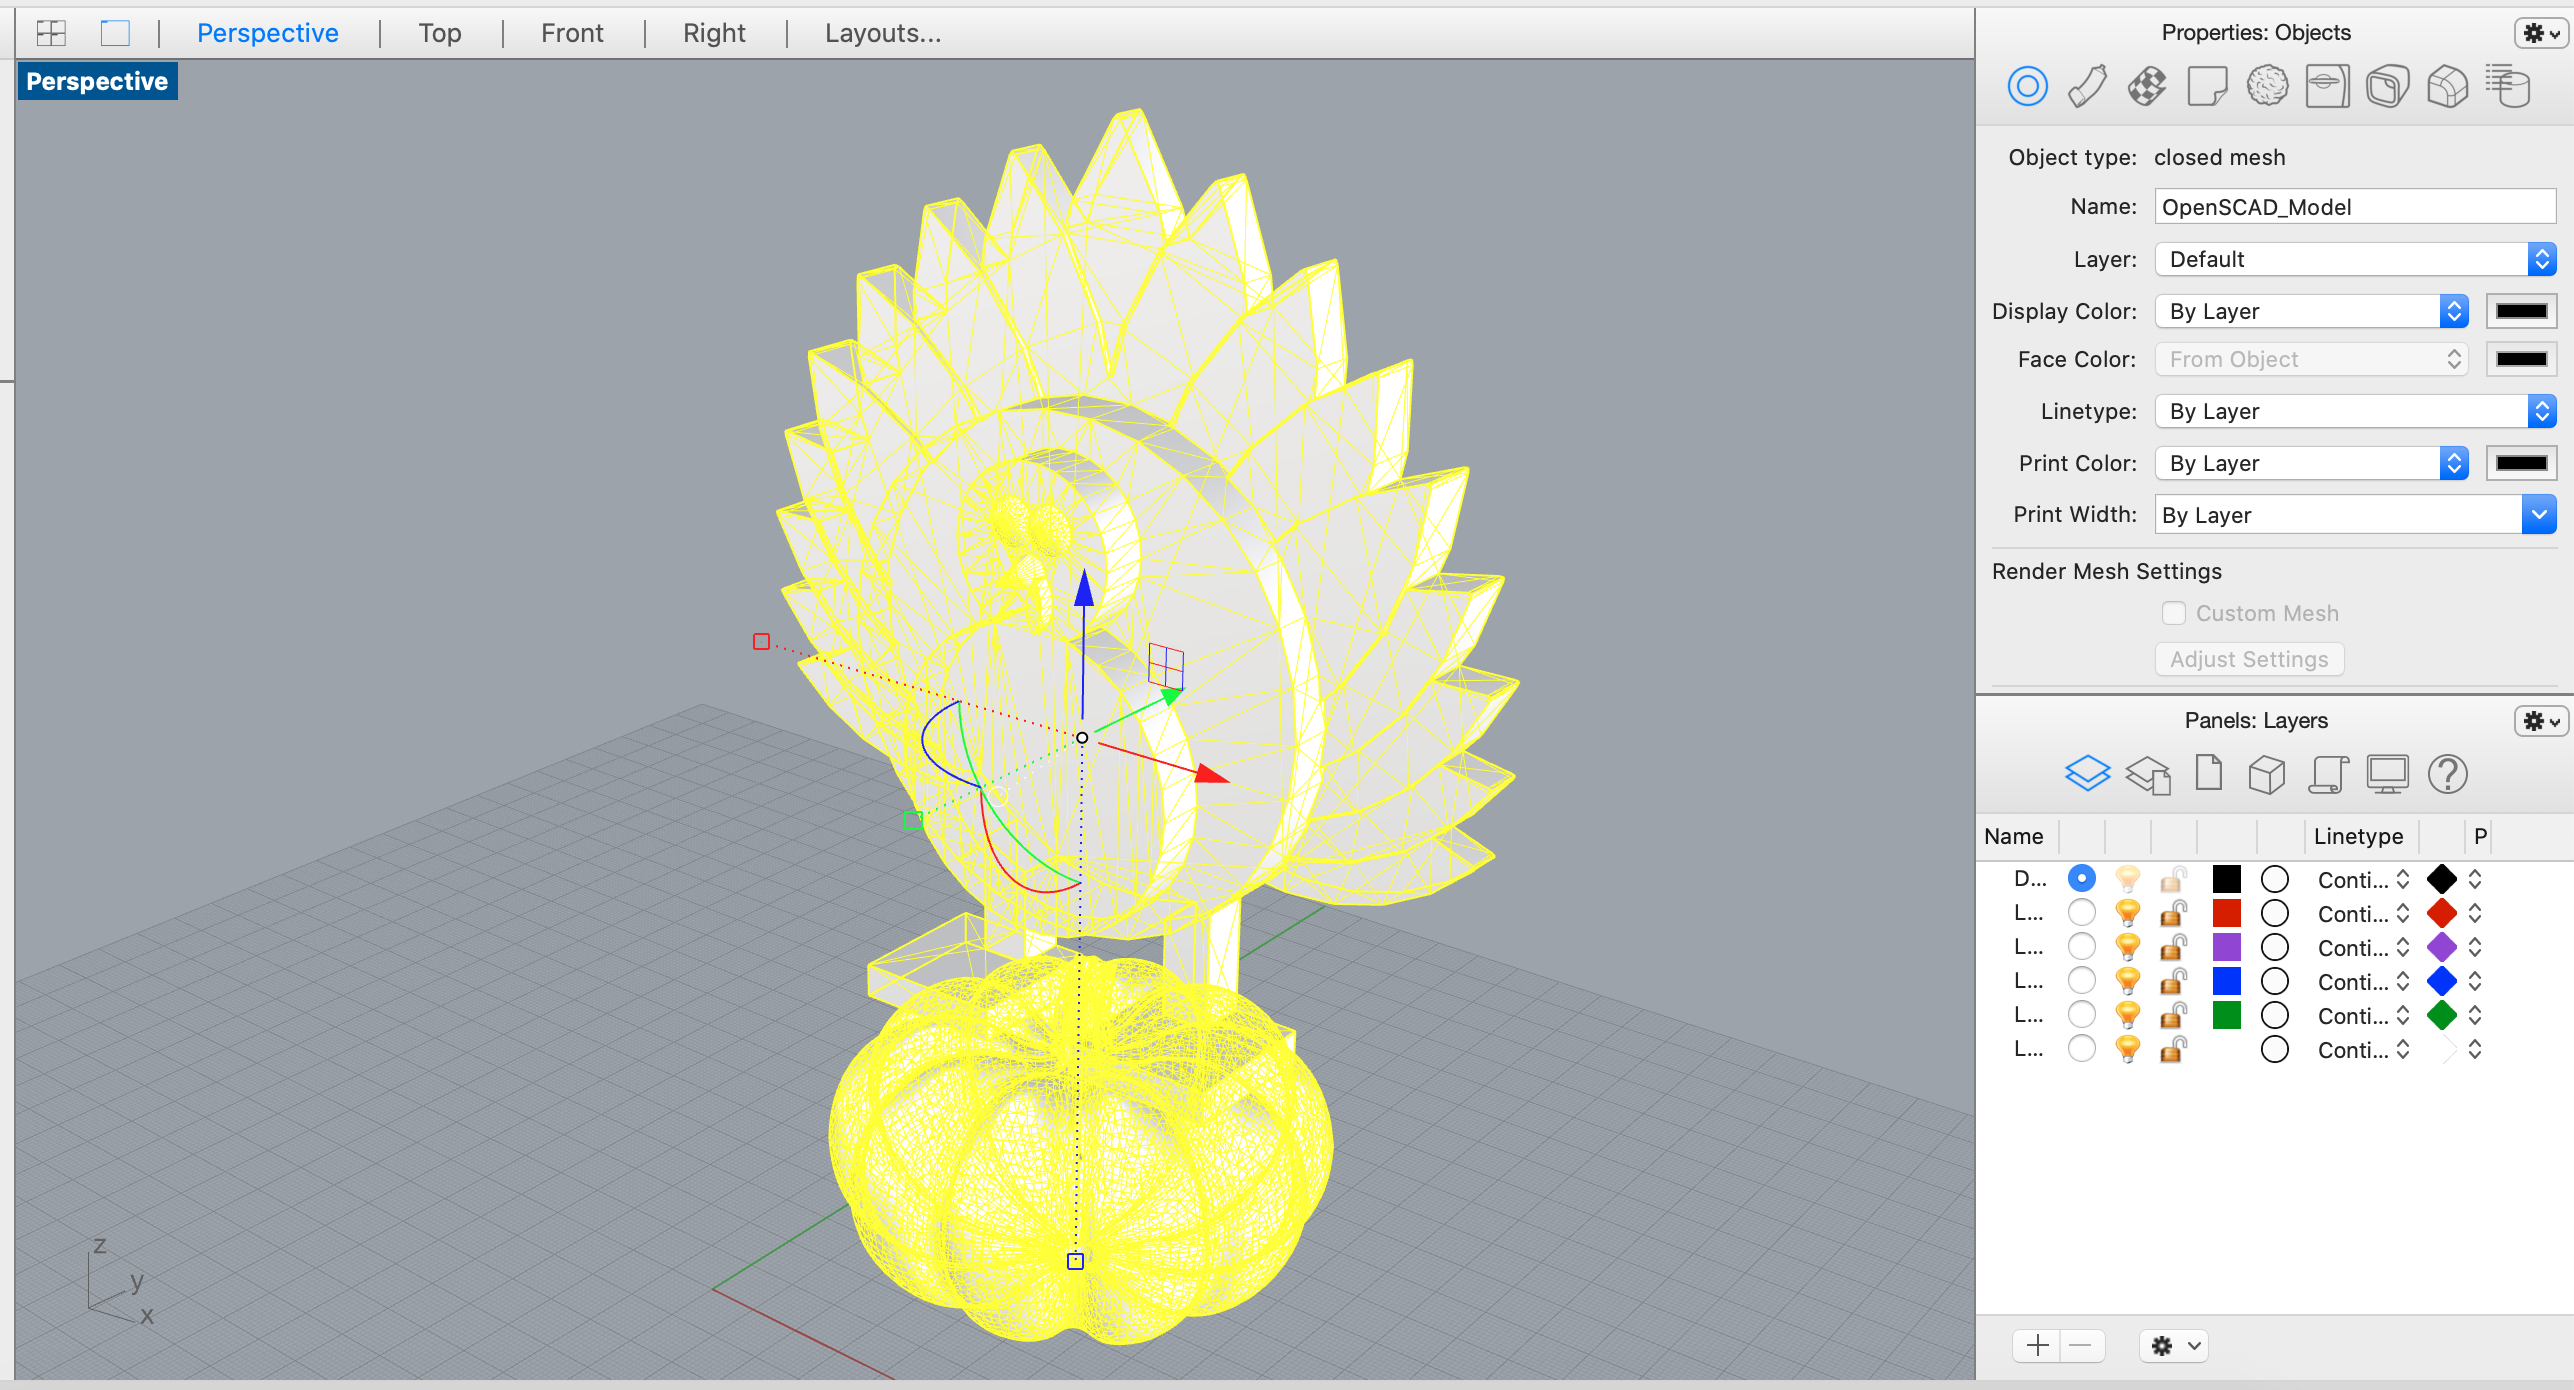 Perspective | Top | Front | Right | Layouts...
Perspective
z
y
x
Properties: Objects
Object type: closed mesh
Name: OpenSCAD_Model
Layer: Default
Display Color: By Layer
Face Color: From Object
Linetype: By Layer
Print Color: By Layer
Print Width: By Layer
Render Mesh Settings
Custom Mesh
Adjust Settings
Panels: Layers
Name Linetype P
D... Conti...
L... Conti...
L... Conti...
L... Conti...
L... Conti...
L... Conti...